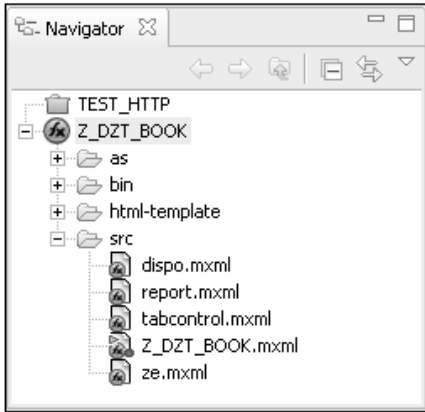 Navigator
TEST_HTTP
Z_DZT_BOOK
as
bin
html-template
src
dispo.mxml
report.mxml
tabcontrol.mxml
Z_DZT_BOOK.mxml
ze.mxml